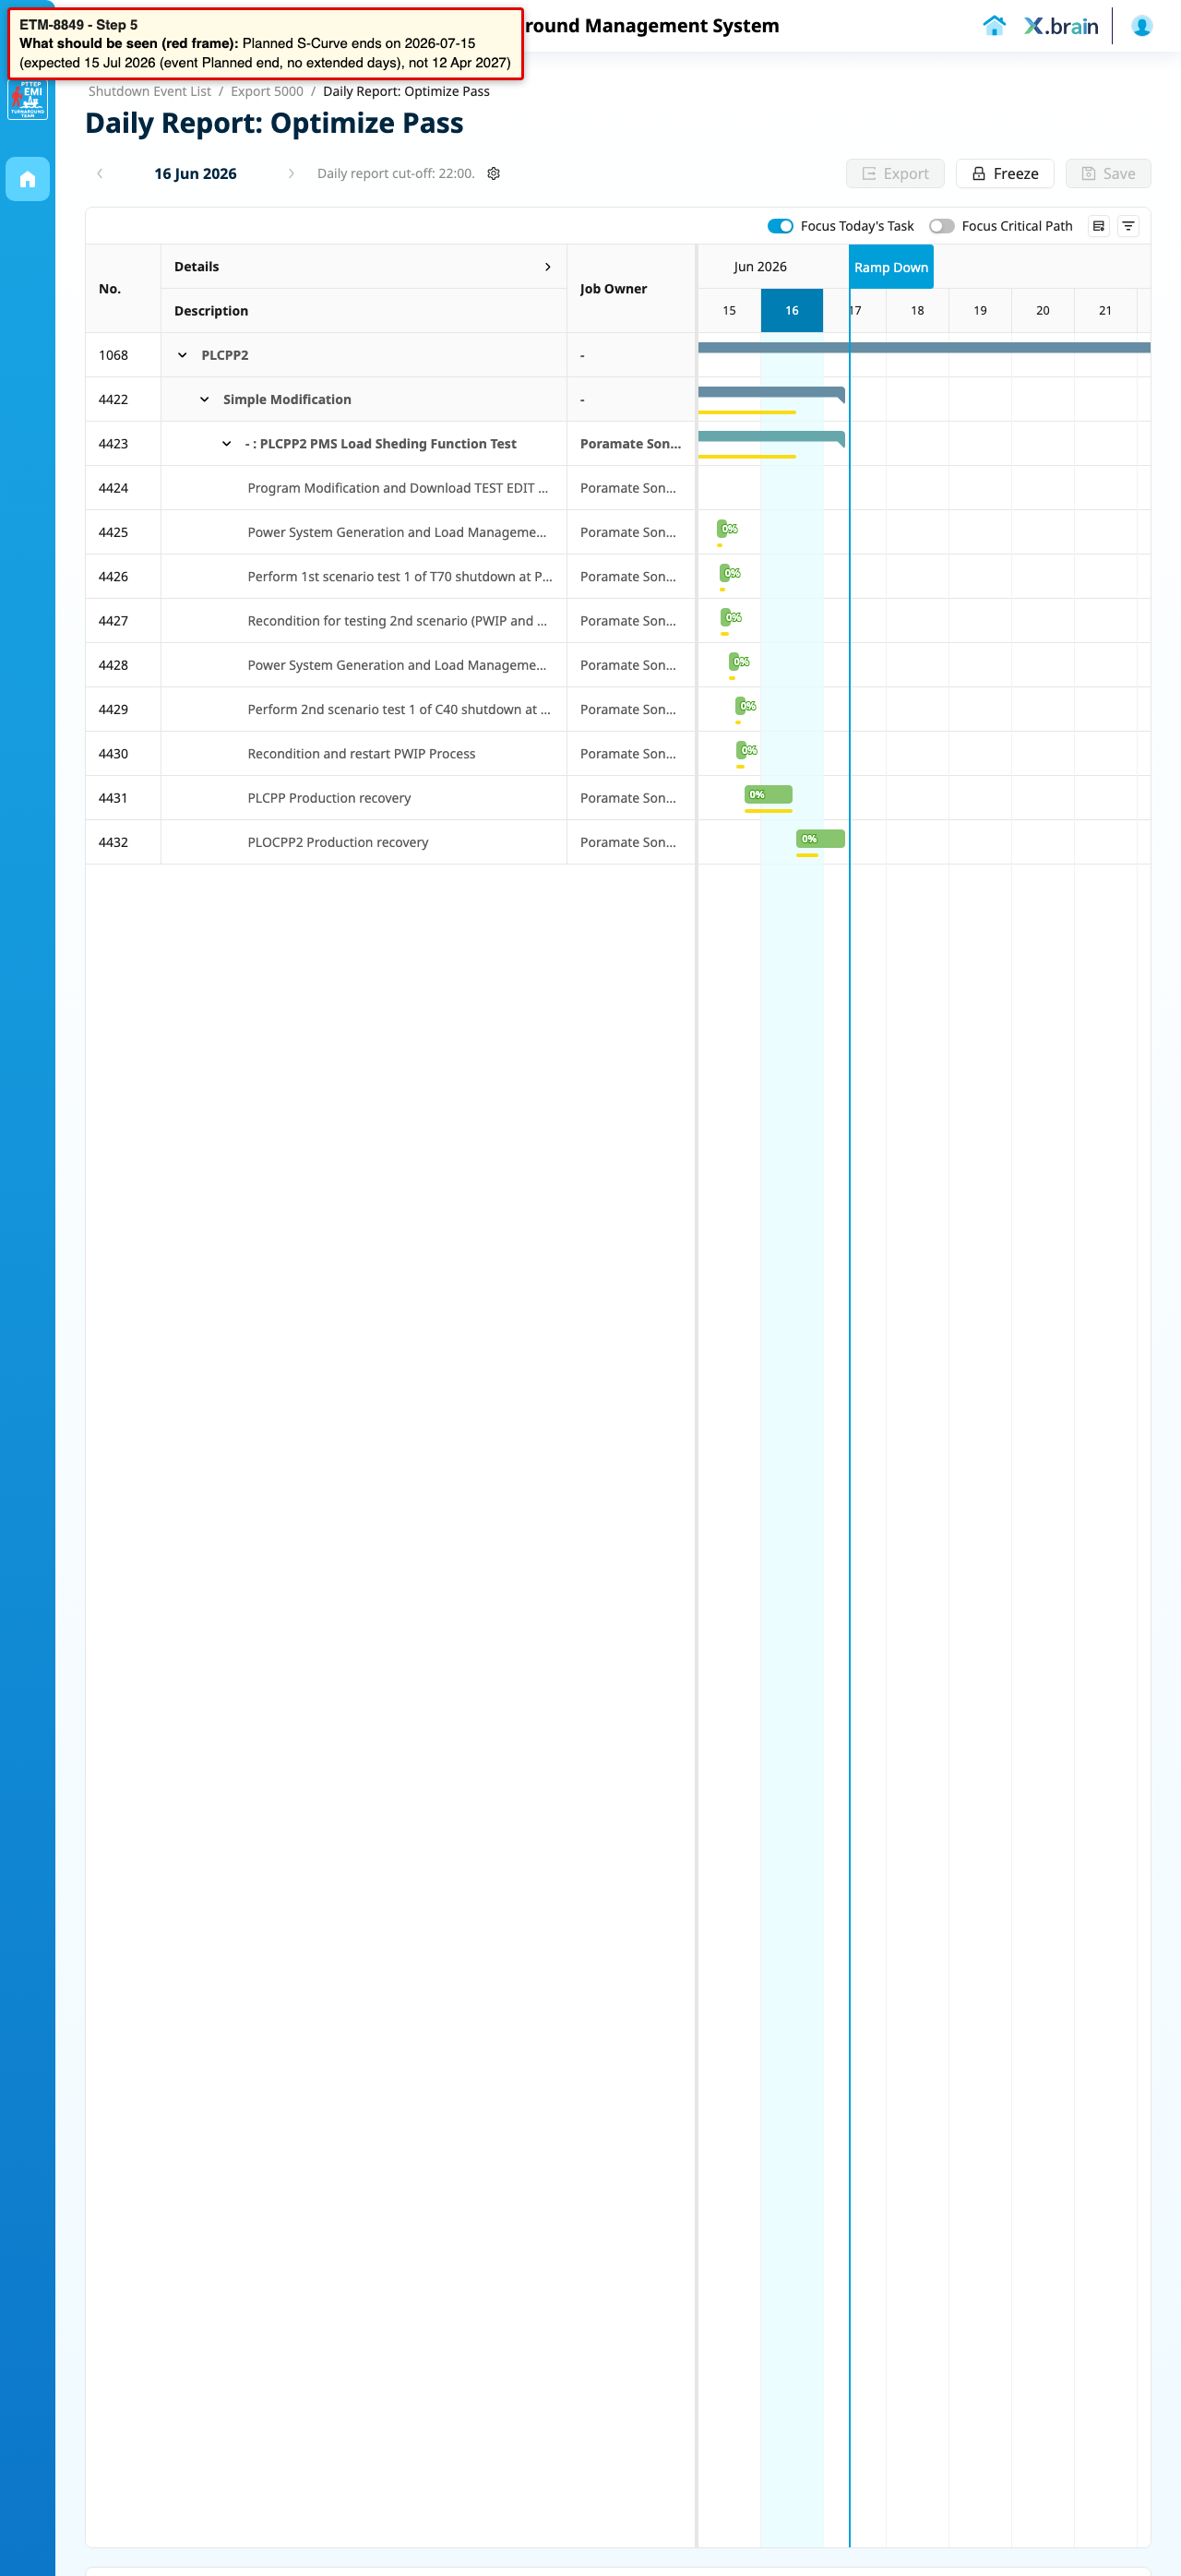 ETM-8849 - Step 5
What should be seen (red frame): Planned S-Curve ends on 2026-07-15
(expected 15 Jul 2026 (event Planned end, no extended days), not 12 Apr 2027)
round Management System
X.brain
PTTEP
EMI
TURNAROUND
TEAM
Shutdown Event List / Export 5000 / Daily Report: Optimize Pass
Daily Report: Optimize Pass
16 Jun 2026
Daily report cut-off: 22:00.
Export
Freeze
Save
Focus Today's Task
Focus Critical Path
No.
Details
Job Owner
Jun 2026
Ramp Down
Description
15 16 17 18 19 20 21
1068 PLCPP2 -
4422 Simple Modification -
4423 - : PLCPP2 PMS Load Sheding Function Test Poramate Son...
4424 Program Modification and Download TEST EDIT ... Poramate Son...
4425 Power System Generation and Load Manageme... Poramate Son... 0%
4426 Perform 1st scenario test 1 of T70 shutdown at P... Poramate Son... 0%
4427 Recondition for testing 2nd scenario (PWIP and ... Poramate Son... 0%
4428 Power System Generation and Load Manageme... Poramate Son... 0%
4429 Perform 2nd scenario test 1 of C40 shutdown at ... Poramate Son... 0%
4430 Recondition and restart PWIP Process Poramate Son... 0%
4431 PLCPP Production recovery Poramate Son... 0%
4432 PLOCPP2 Production recovery Poramate Son... 0%